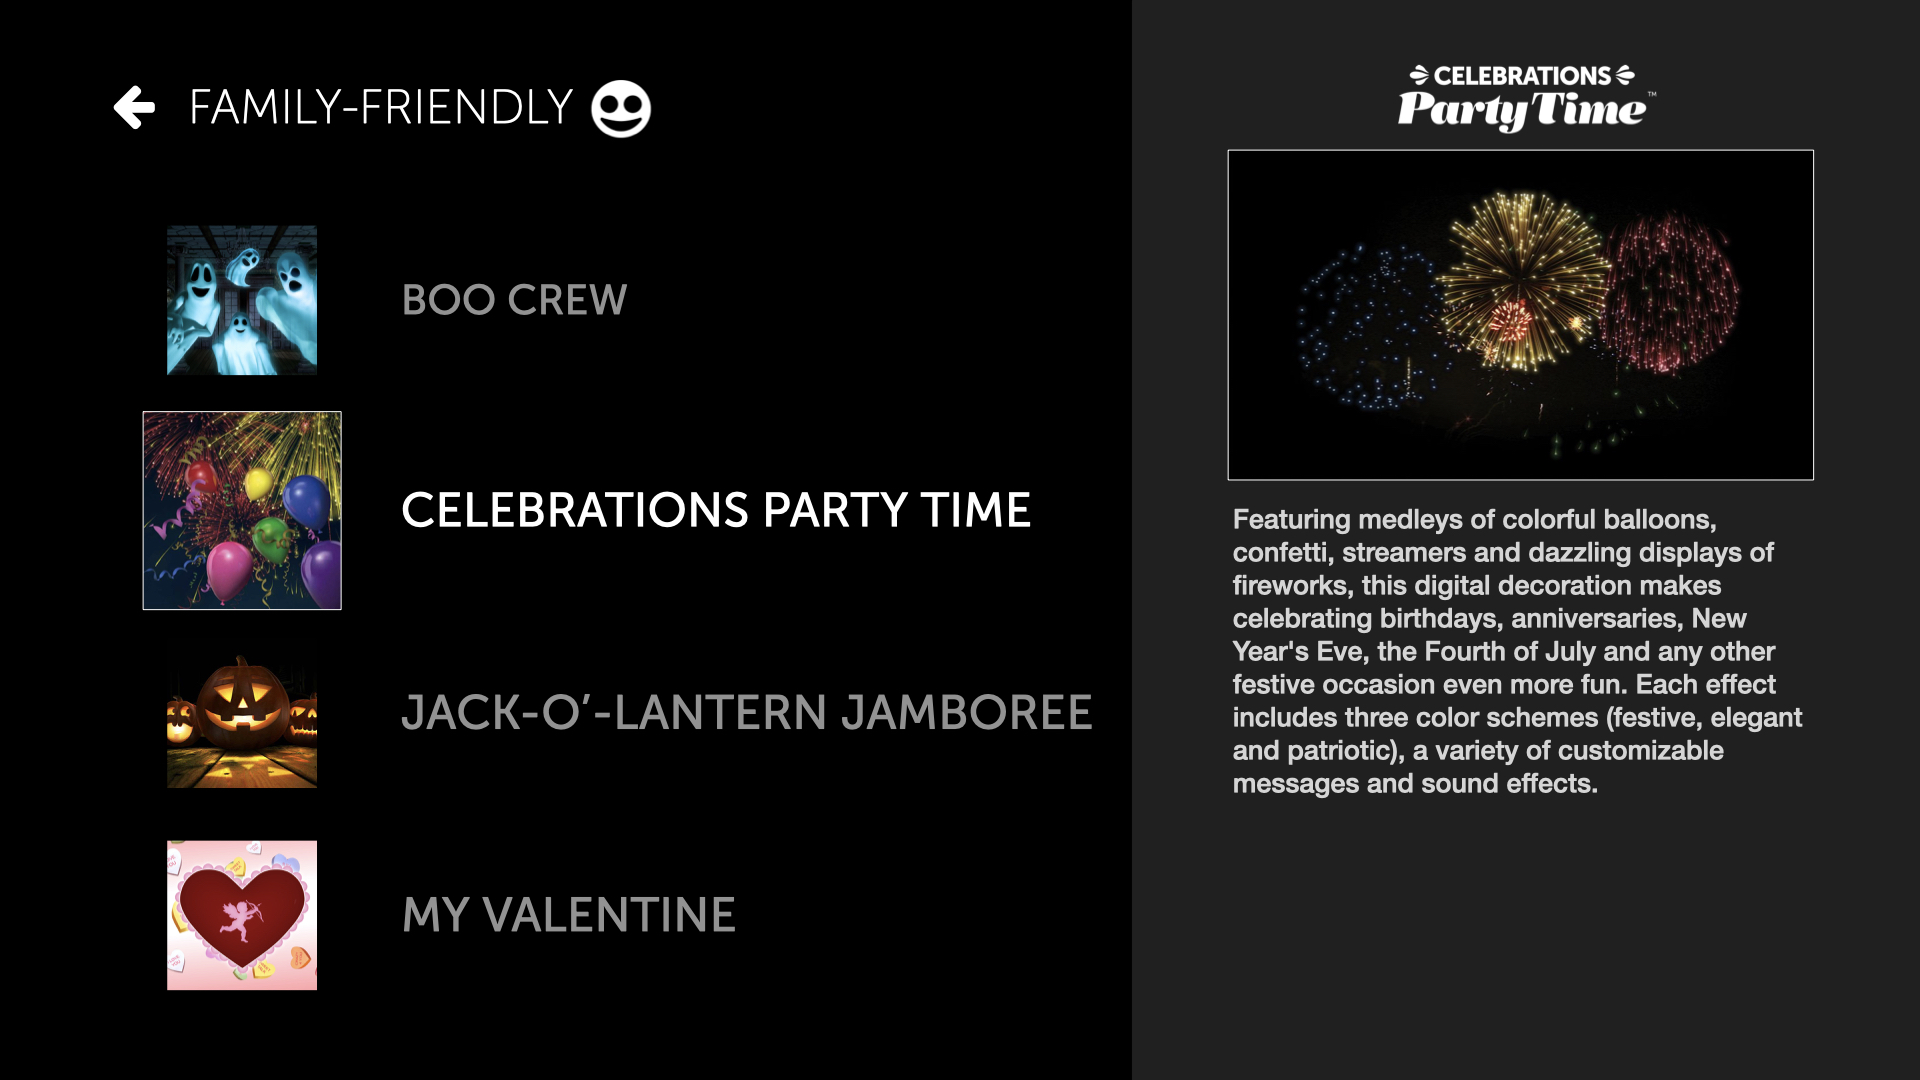 FAMILY-FRIENDLY
BOO CREW
CELEBRATIONS PARTY TIME
JACK-O’-LANTERN JAMBOREE
MY VALENTINE
CELEBRATIONS
Party Time™
Featuring medleys of colorful balloons,
confetti, streamers and dazzling displays of
fireworks, this digital decoration makes
celebrating birthdays, anniversaries, New
Year's Eve, the Fourth of July and any other
festive occasion even more fun. Each effect
includes three color schemes (festive, elegant
and patriotic), a variety of customizable
messages and sound effects.